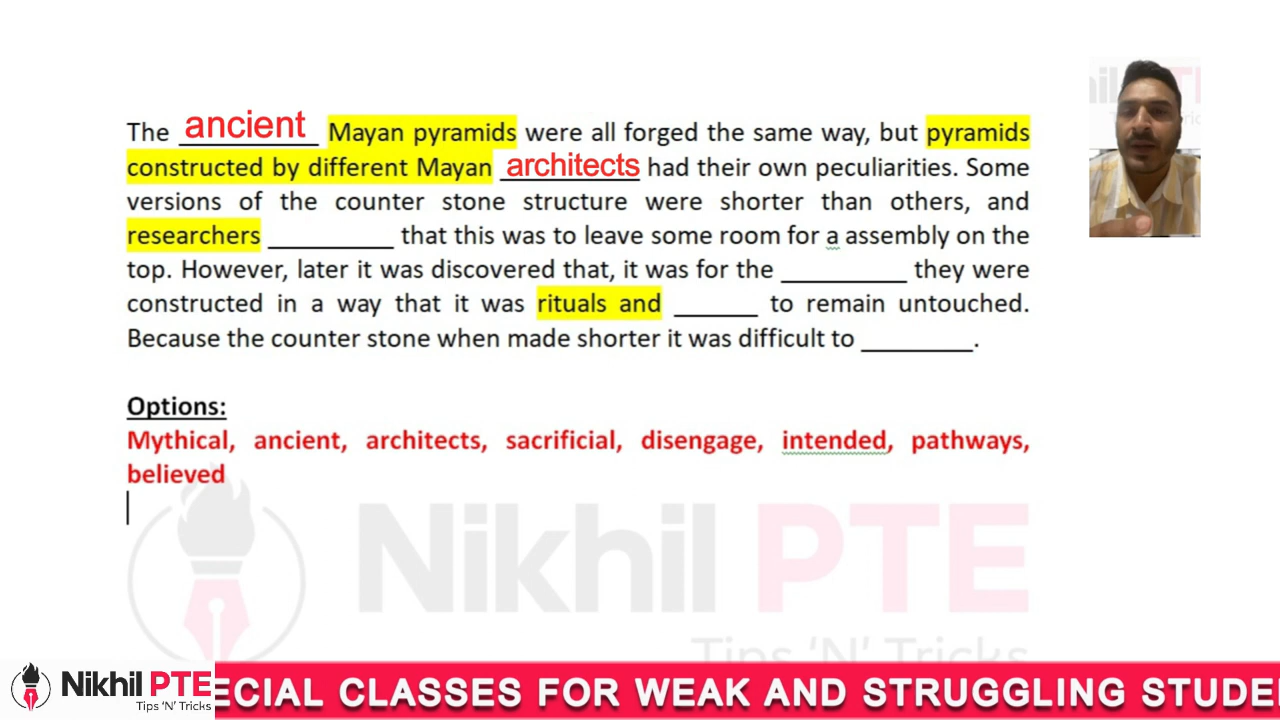 The ancient Mayan pyramids were all forged the same way, but pyramids
constructed by different Mayan architects had their own peculiarities. Some
versions of the counter stone structure were shorter than others, and
researchers __________ that this was to leave some room for a assembly on the
top. However, later it was discovered that, it was for the __________ they were
constructed in a way that it was rituals and _______ to remain untouched.
Because the counter stone when made shorter it was difficult to _________.
Options:
Mythical, ancient, architects, sacrificial, disengage, intended, pathways,
believed
Nikhil PTE
Tips 'N' Tricks
Nikhil PTE
Tips 'N' Tricks
ECIAL CLASSES FOR WEAK AND STRUGGLING STUDE